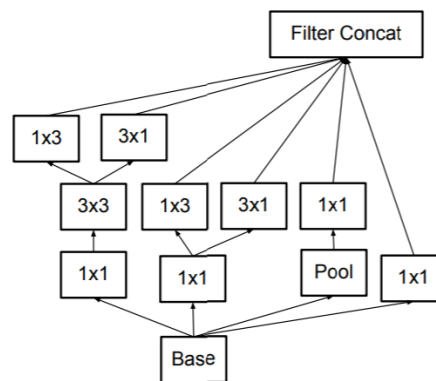 Filter Concat
1x3 3x1
3x3 1x3 3x1 1x1
1x1 1x1 Pool 1x1
Base